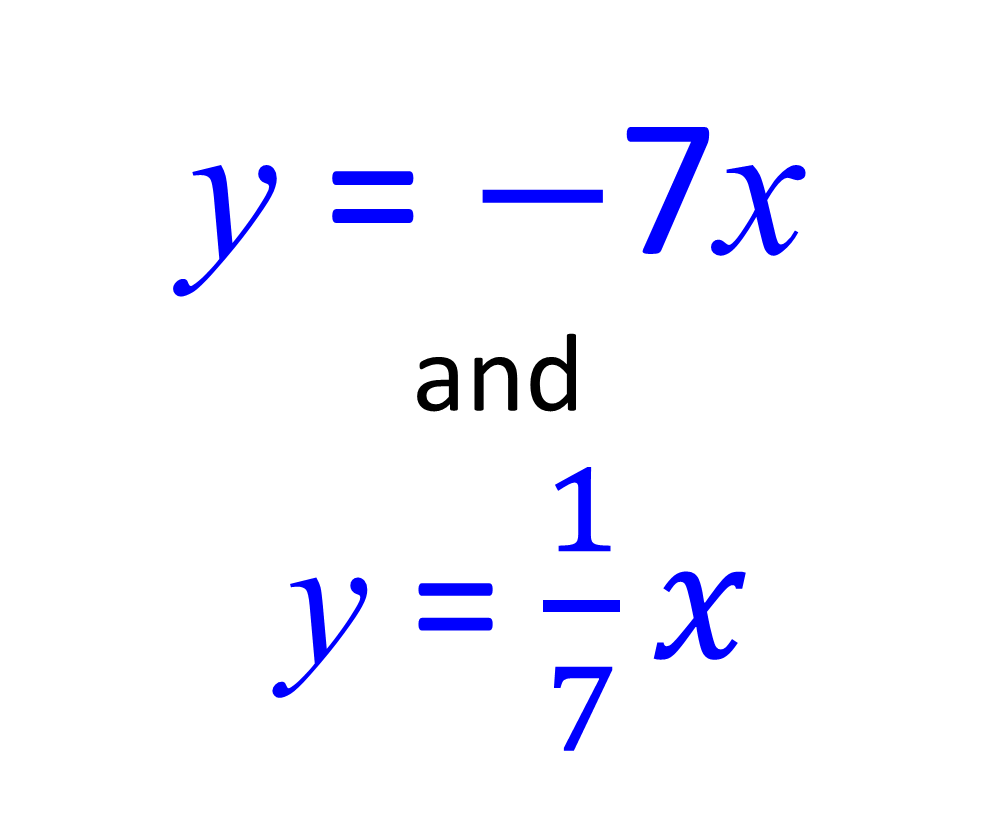 y = −7x
and
y = 1/7 x